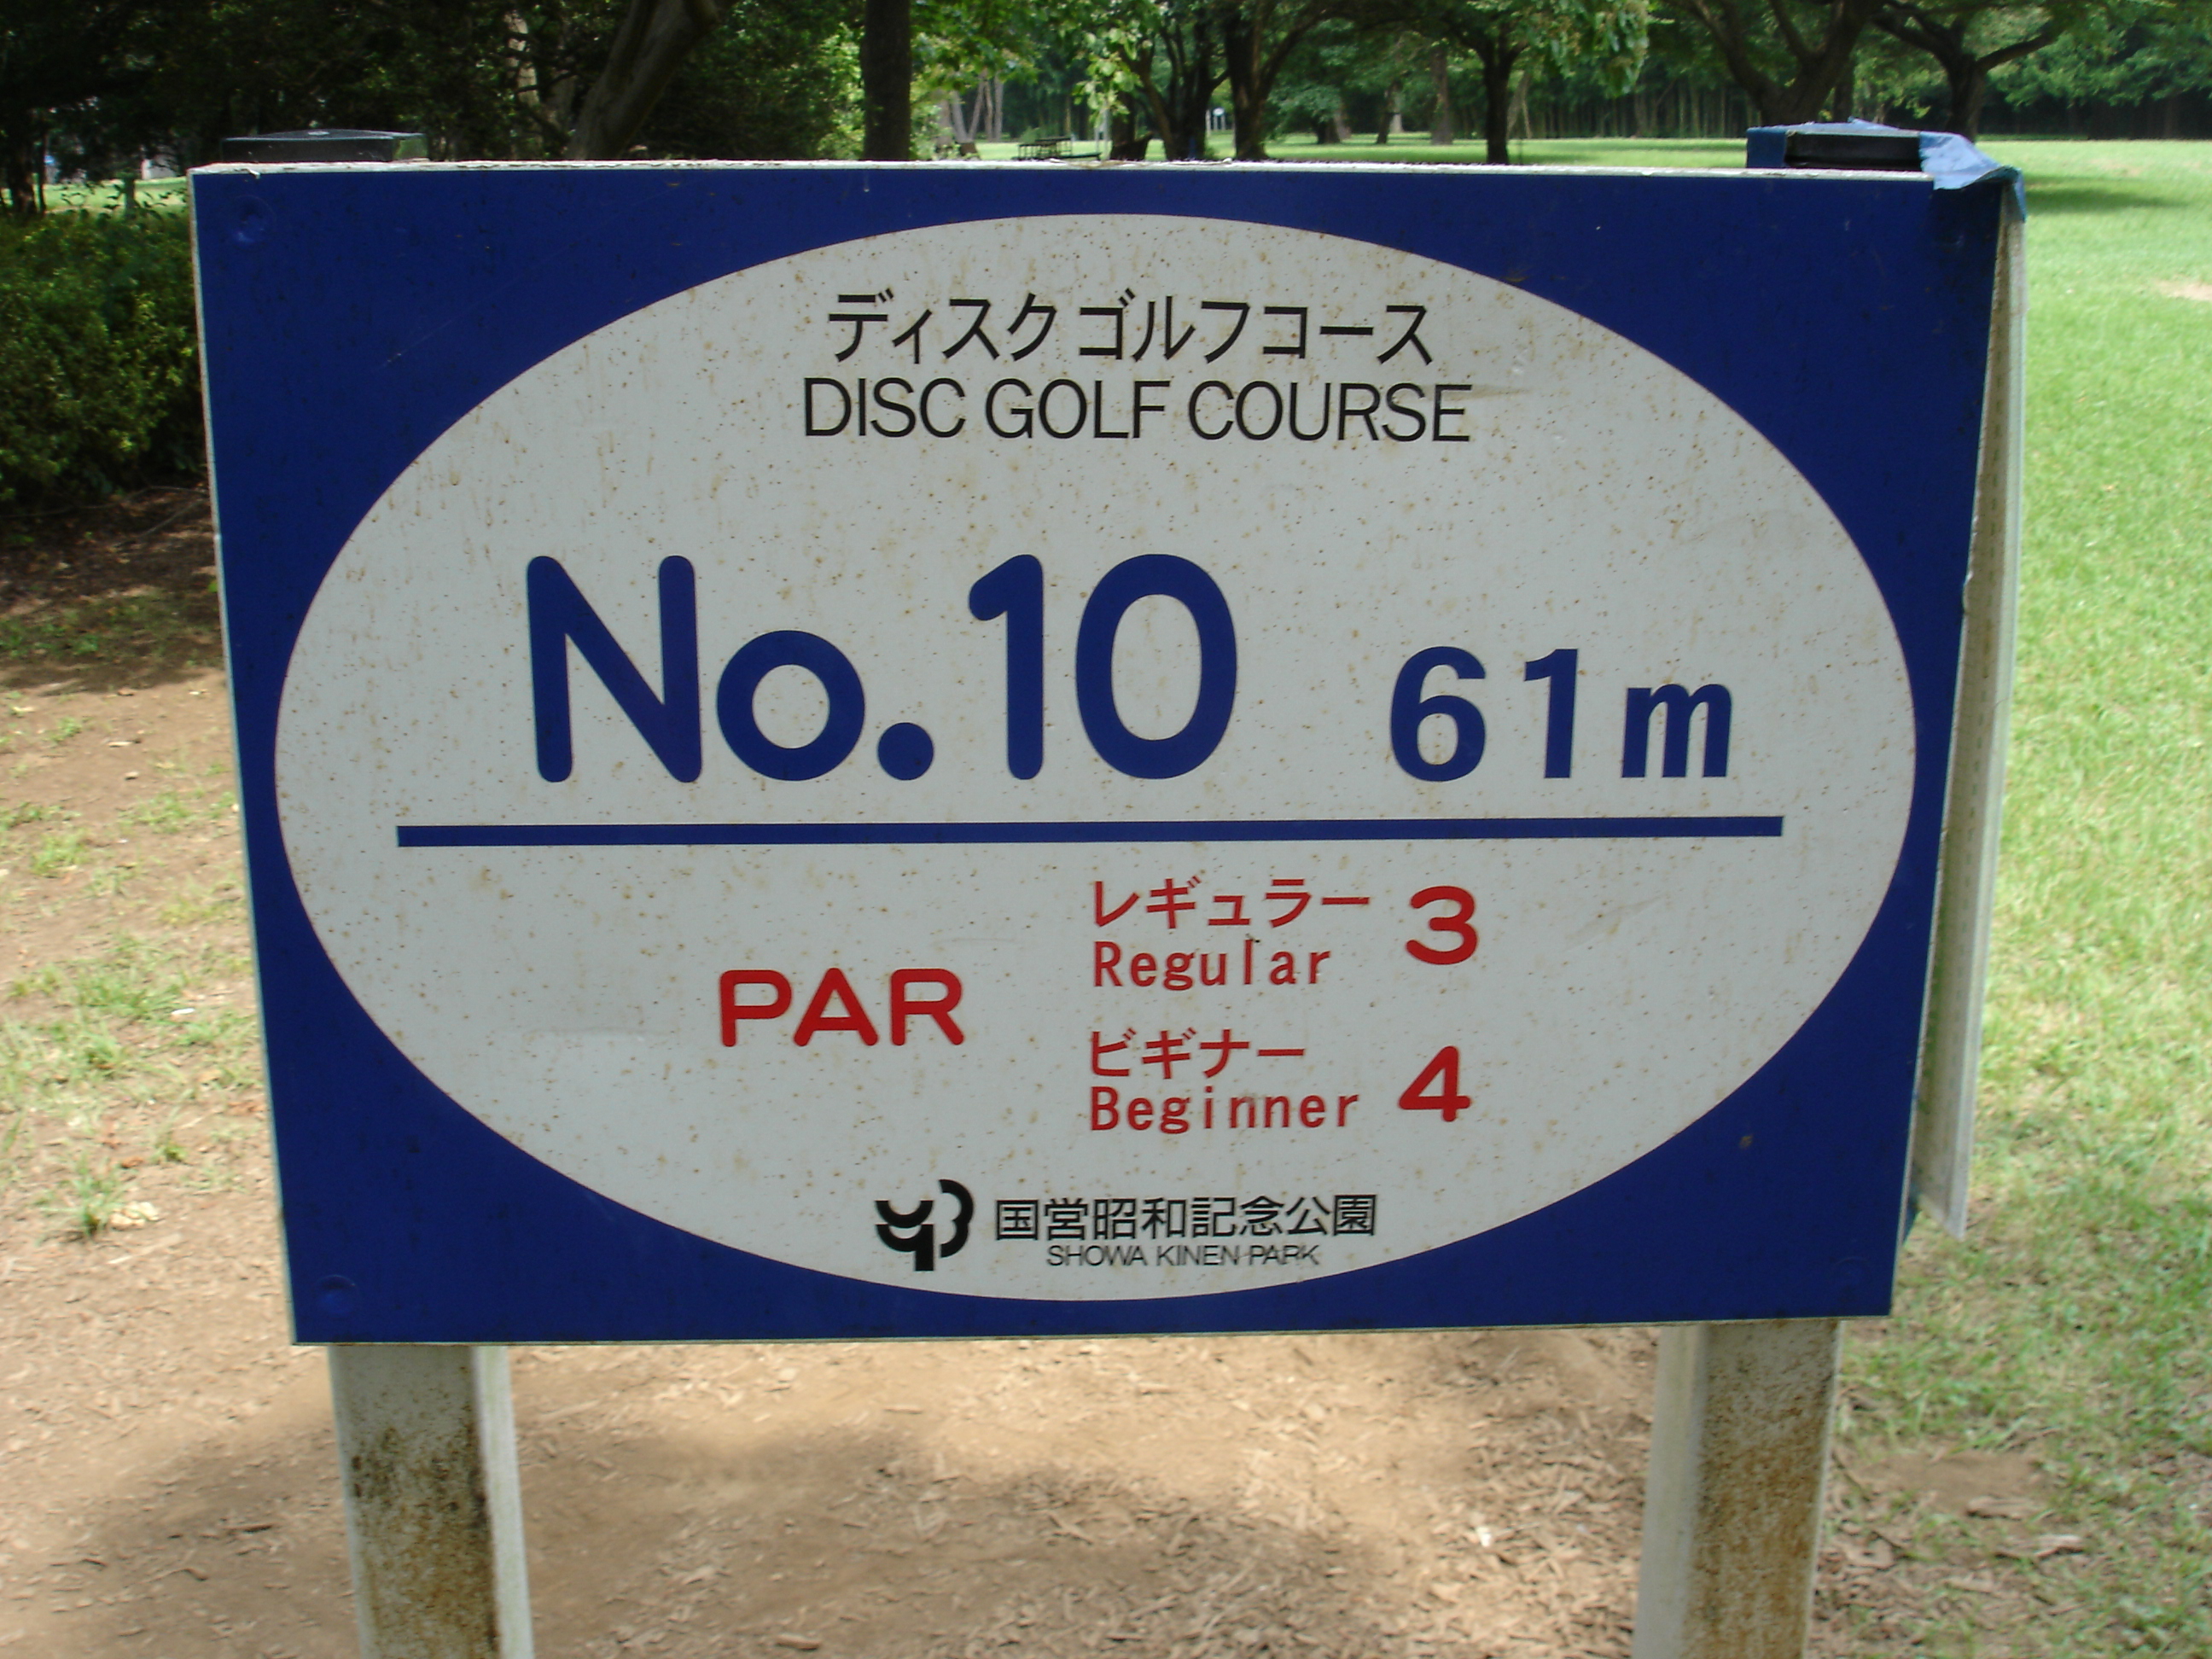 ディスクゴルフコース
DISC GOLF COURSE
No.10 61m
PAR
レギュラー 3
Regular
ビギナー 4
Beginner
国営昭和記念公園
SHOWA KINEN PARK